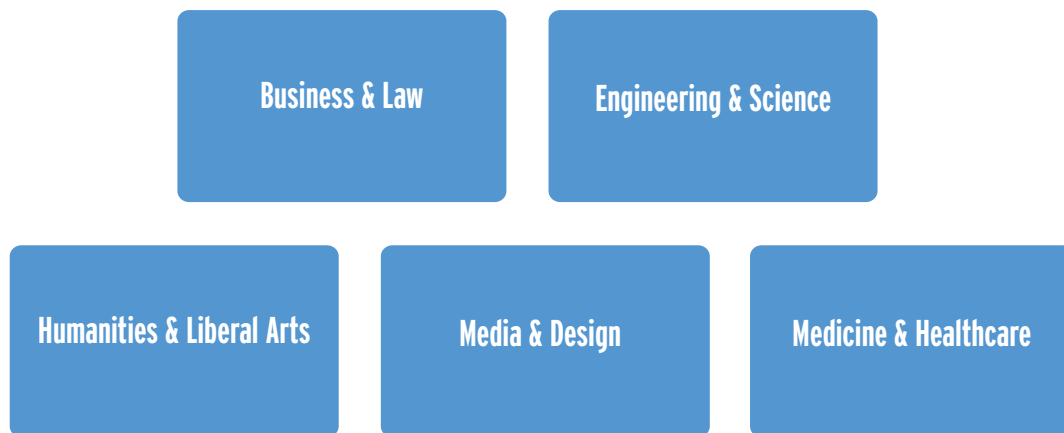 Business & Law
Engineering & Science
Humanities & Liberal Arts
Media & Design
Medicine & Healthcare